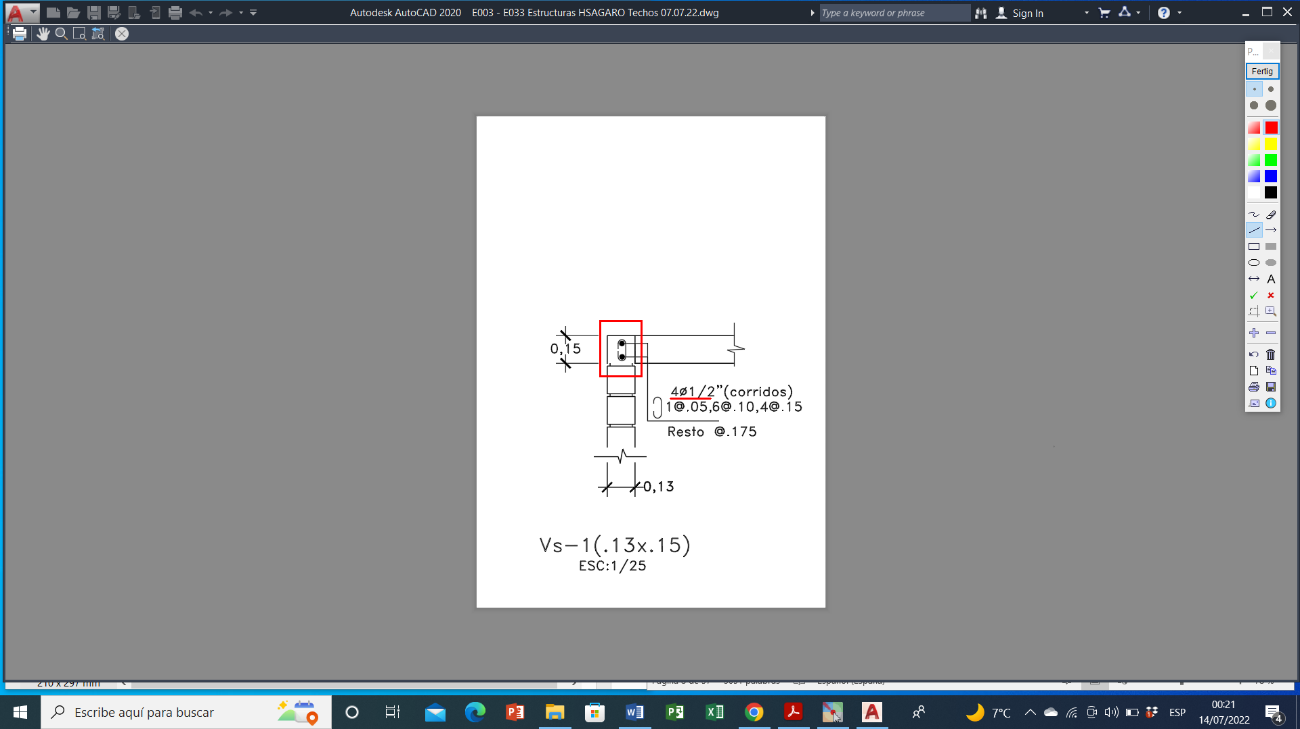 Autodesk AutoCAD 2020 E003 - E033 Estructuras HSAGARO Techos 07.07.22.dwg
Type a keyword or phrase
Sign In
P...
Fertig
0,15
4ø1/2"(corridos)
1@.05,6@.10,4@.15
Resto @.175
0,13
Vs-1(.13x.15)
ESC:1/25
210 x 297 mm
Escribe aquí para buscar
7°C
ESP
00:21
14/07/2022
4